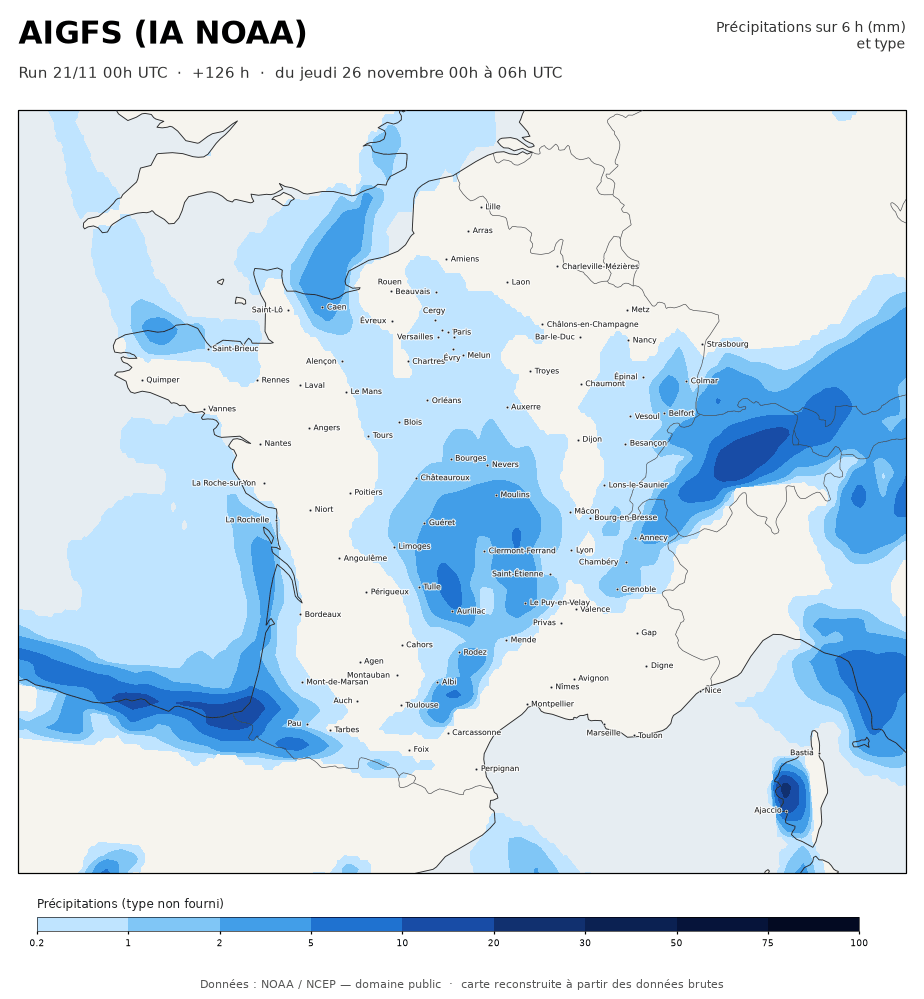 AIGFS (IA NOAA)
Précipitations sur 6 h (mm)
et type
Run 21/11 00h UTC · +126 h · du jeudi 26 novembre 00h à 06h UTC
Lille
Arras
Amiens
Charleville-Mézières
Rouen
Beauvais
Laon
Saint-Lô
Caen
Cergy
Metz
Évreux
Châlons-en-Champagne
Versailles
Paris
Bar-le-Duc
Nancy
Strasbourg
Saint-Brieuc
Alençon
Chartres
Évry
Melun
Troyes
Épinal
Colmar
Quimper
Rennes
Laval
Le Mans
Chaumont
Orléans
Auxerre
Vannes
Vesoul
Belfort
Blois
Angers
Tours
Dijon
Besançon
Nantes
Bourges
Nevers
La Roche-sur-Yon
Châteauroux
Lons-le-Saunier
Poitiers
Moulins
Niort
Mâcon
La Rochelle
Guéret
Bourg-en-Bresse
Annecy
Limoges
Clermont-Ferrand
Lyon
Angoulême
Chambéry
Saint-Étienne
Tulle
Périgueux
Grenoble
Le Puy-en-Velay
Bordeaux
Aurillac
Valence
Privas
Cahors
Mende
Gap
Rodez
Agen
Digne
Montauban
Mont-de-Marsan
Albi
Avignon
Nîmes
Nice
Auch
Toulouse
Montpellier
Pau
Tarbes
Carcassonne
Marseille
Toulon
Foix
Bastia
Perpignan
Ajaccio
Précipitations (type non fourni)
0.2 1 2 5 10 20 30 50 75 100
Données : NOAA / NCEP — domaine public · carte reconstruite à partir des données brutes